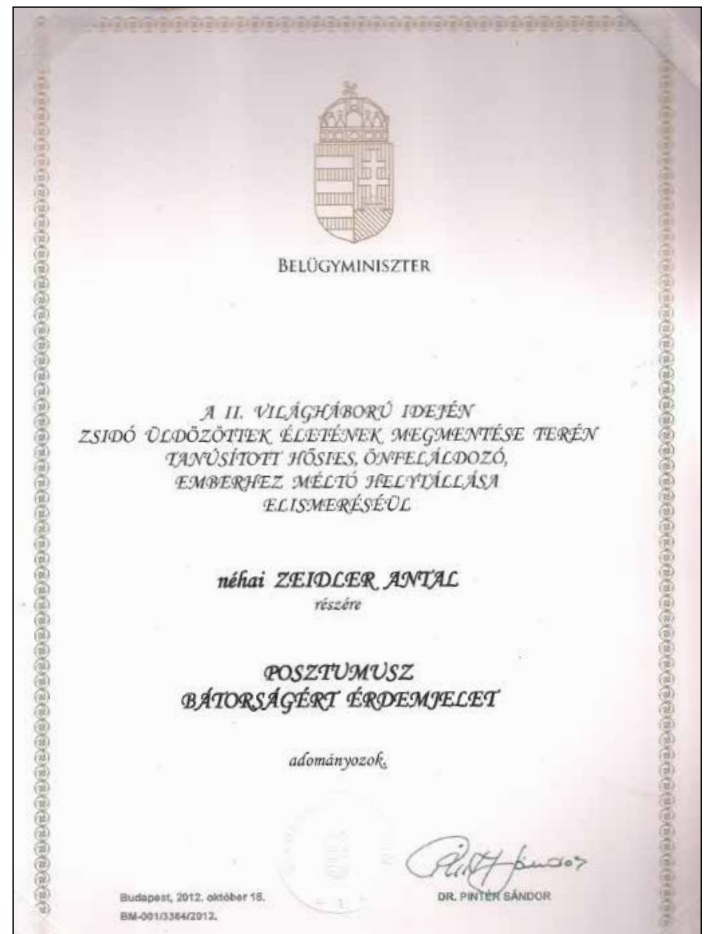 BELÜGYMINISZTER
A II. VILÁGHÁBORÚ IDEJÉN
ZSIDÓ ÜLDÖZÖTTEK ÉLETÉNEK MEGMENTÉSE TERÉN
TANÚSÍTOTT HŐSIES, ÖNFELÁLDOZÓ,
EMBERHEZ MÉLTÓ HELYTÁLLÁSA
ELISMERÉSÉÜL
néhai ZEIDLER ANTAL
részére
POSZTUMUSZ
BÁTORSÁGÉRT ÉRDEMJELET
adományozok.
DR. PINTÉR SÁNDOR
Budapest, 2012. október 16.
BM-001/3364/2012.